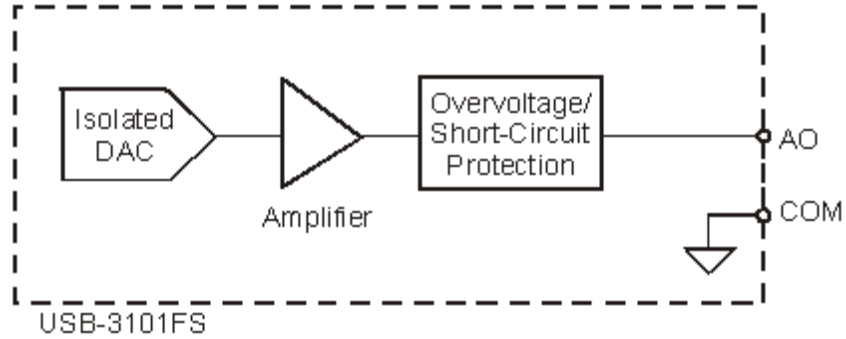 Isolated
DAC
Amplifier
Overvoltage/
Short-Circuit
Protection
AO
COM
USB-3101FS